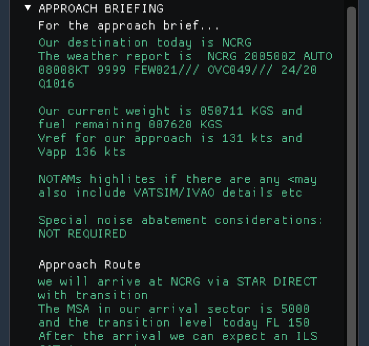 ▼ APPROACH BRIEFING
For the approach brief...
Our destination today is NCRG
The weather report is  NCRG 200500Z AUTO
08008KT 9999 FEW021/// OVC049/// 24/20
Q1016
Our current weight is 050711 KGS and
fuel remaining 007620 KGS
Vref for our approach is 131 kts and
Vapp 136 kts
NOTAMs highlites if there are any <may
also include VATSIM/IVAO details etc
Special noise abatement considerations:
NOT REQUIRED
Approach Route
we will arrive at NCRG via STAR DIRECT
with transition
The MSA in our arrival sector is 5000
and the transition level today FL 150
After the arrival we can expect an ILS